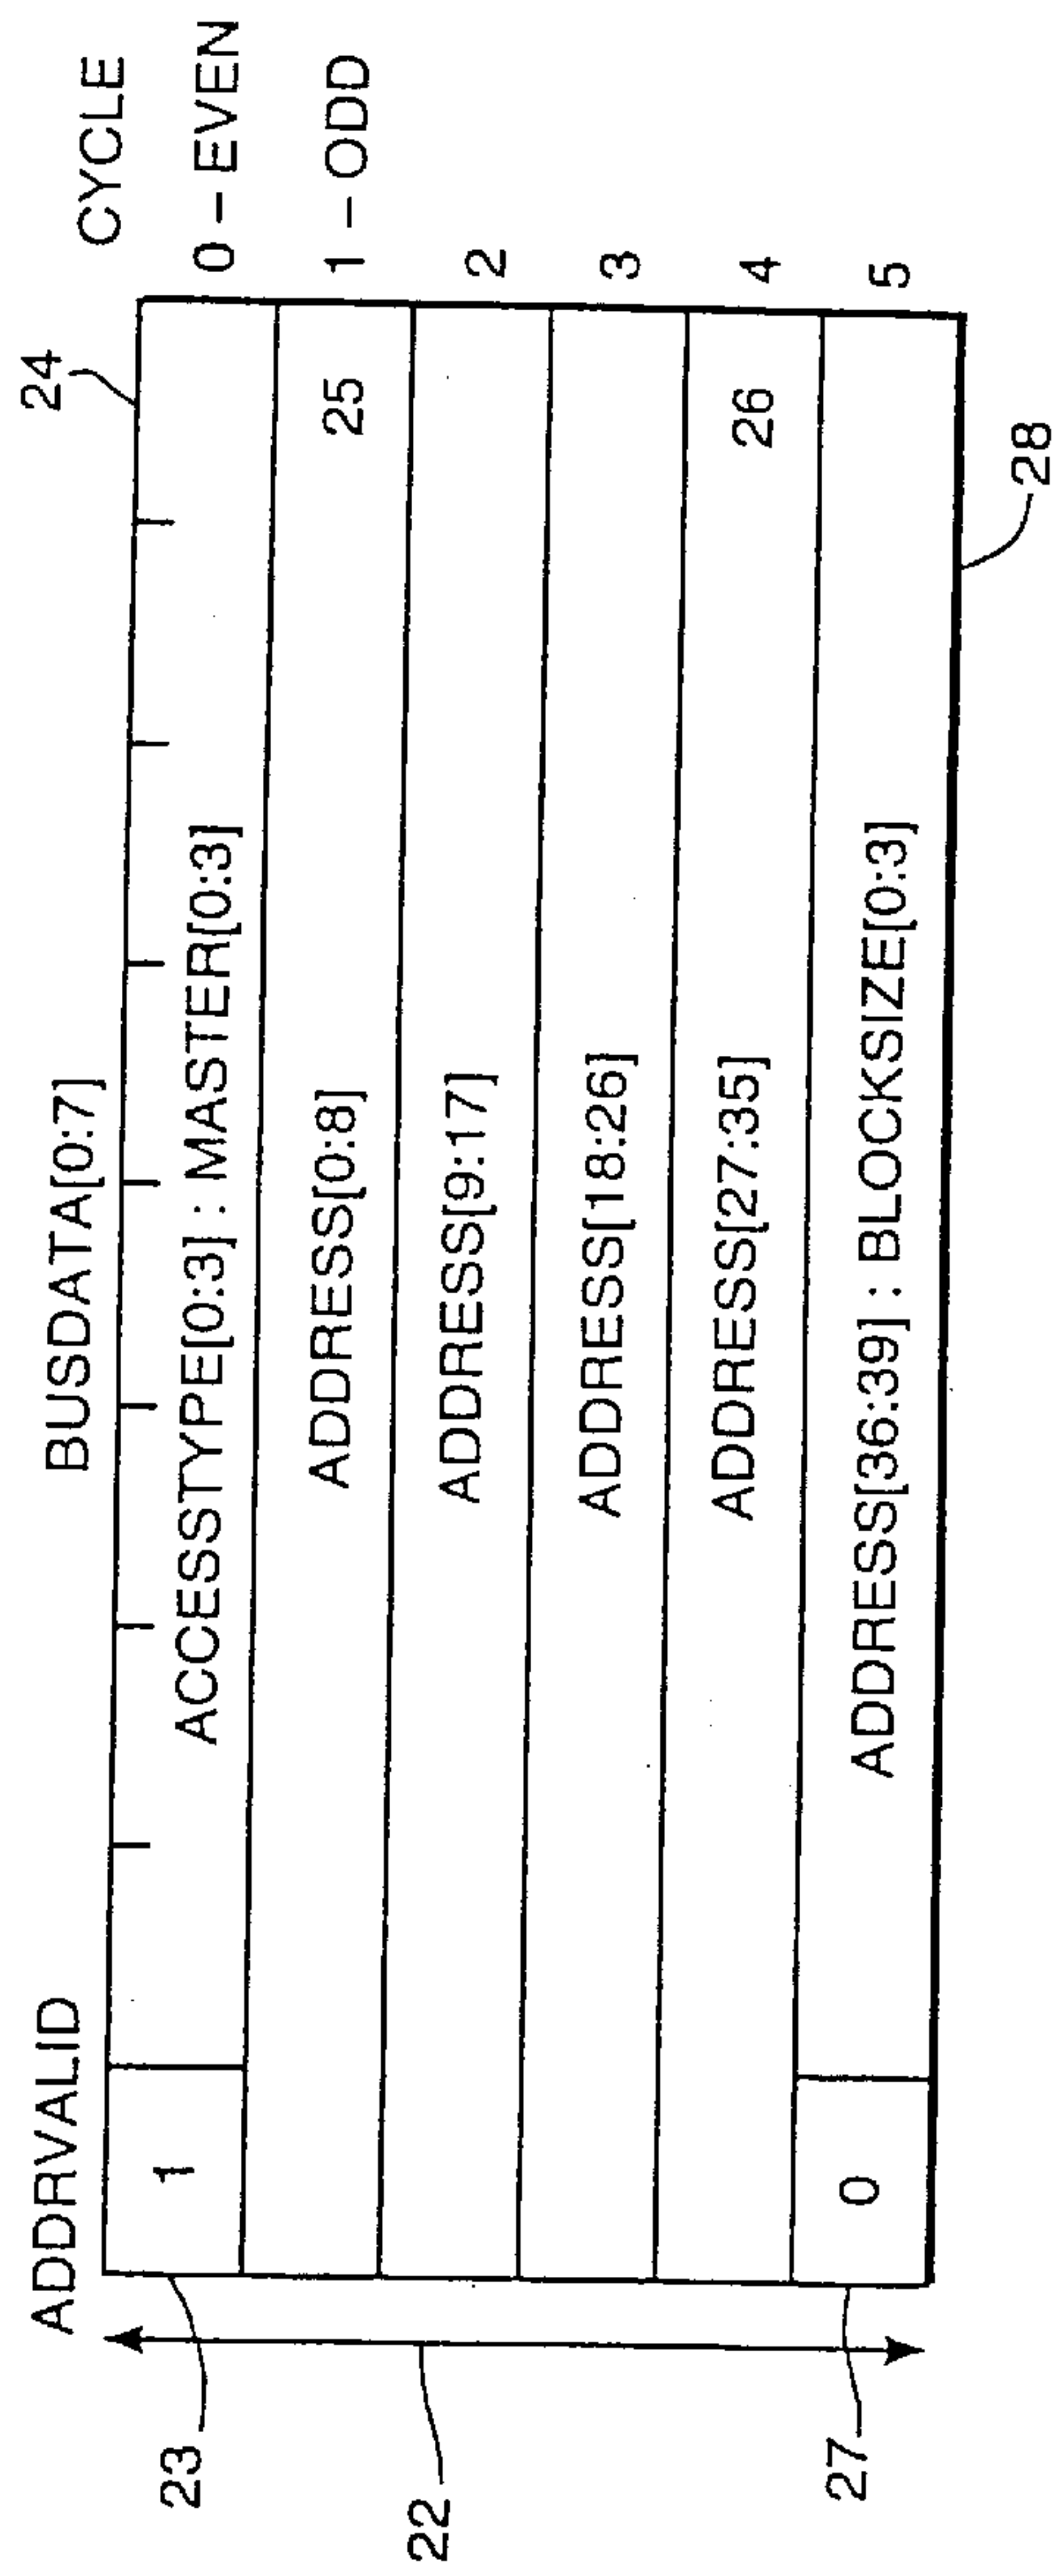 ADDRVALID BUSDATA[0:7] CYCLE
24
23 1 ACCESSTYPE[0:3] : MASTER[0:3] 0 – EVEN
ADDRESS[0:8] 25 1 – ODD
22 ADDRESS[9:17] 2
ADDRESS[18:26] 3
ADDRESS[27:35] 26 4
27 0 ADDRESS[36:39] : BLOCKSIZE[0:3] 5
28